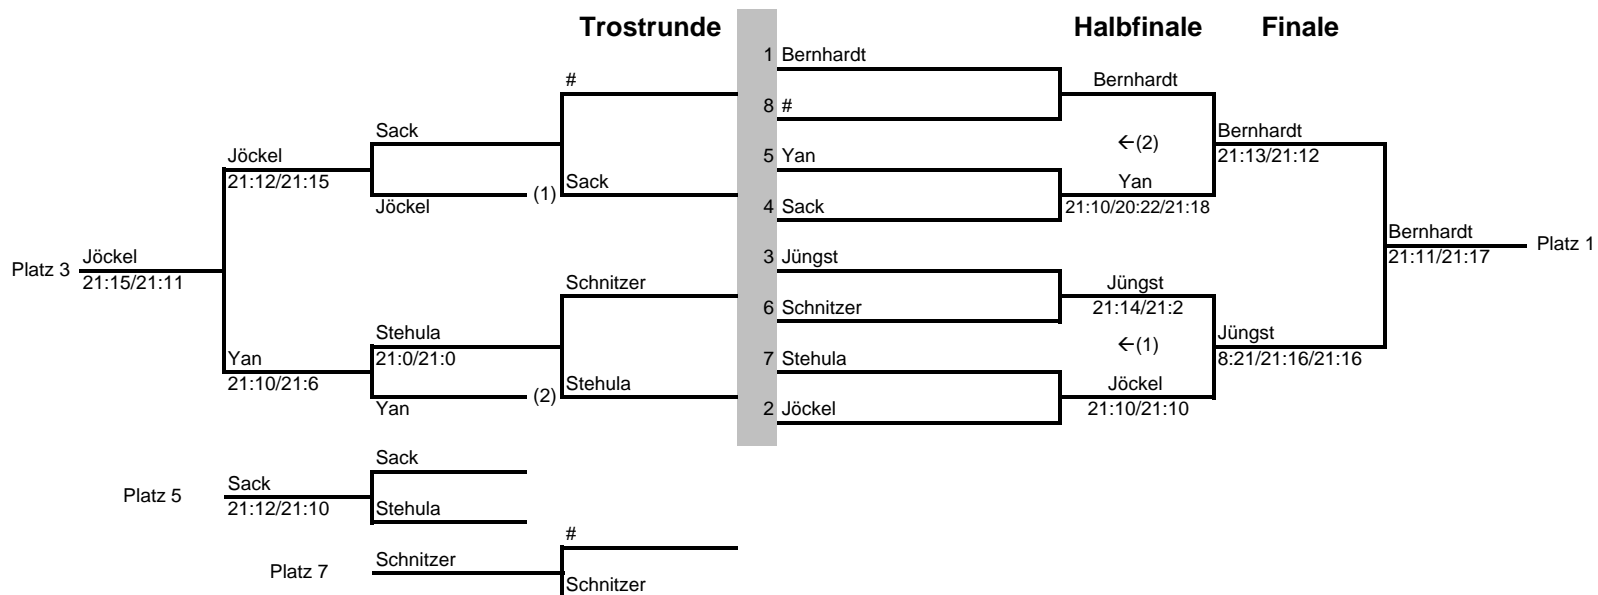 Trostrunde
Halbfinale
Finale
1 Bernhardt
#
Bernhardt
8 #
Sack
Bernhardt
←(2)
Jöckel
5 Yan
21:13/21:12
21:12/21:15
Sack
Yan
(1)
Jöckel
4 Sack
21:10/20:22/21:18
Bernhardt
Platz 1
Jöckel
3 Jüngst
21:11/21:17
Platz 3
21:15/21:11
Schnitzer
Jüngst
6 Schnitzer
21:14/21:2
Stehula
Jüngst
←(1)
Yan
21:0/21:0
7 Stehula
8:21/21:16/21:16
21:10/21:6
Stehula
Jöckel
(2)
Yan
2 Jöckel
21:10/21:10
Sack
Sack
Platz 5
21:12/21:10
Stehula
#
Schnitzer
Platz 7
Schnitzer